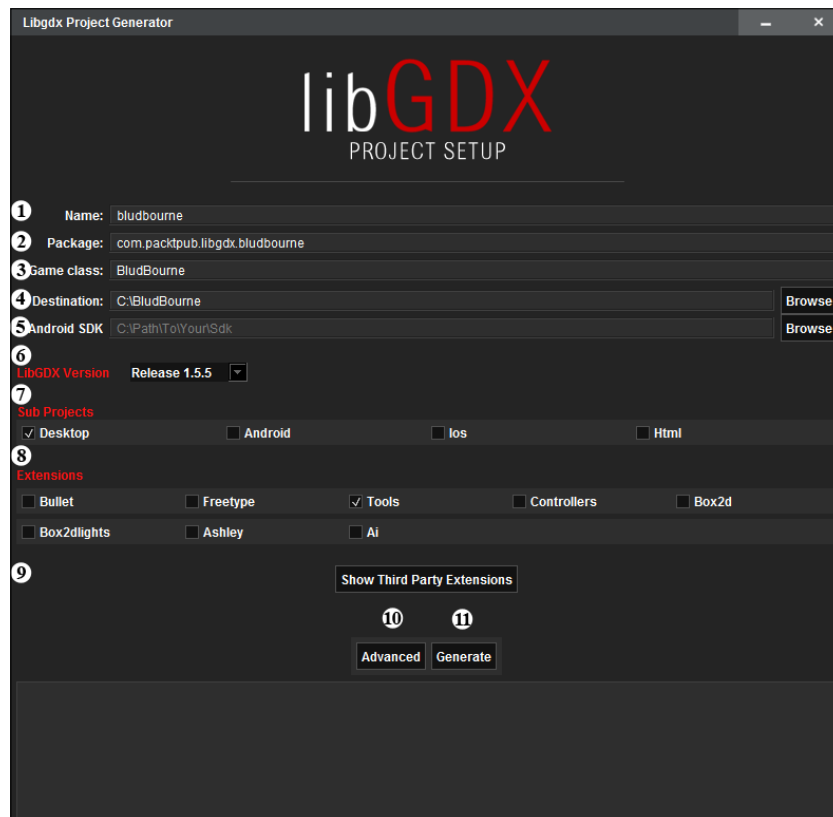 Libgdx Project Generator
libGDX
PROJECT SETUP
1 Name: bludbourne
2 Package: com.packtpub.libgdx.bludbourne
3 Game class: BludBourne
4 Destination: C:\BludBourne Browse
5 Android SDK C:\Path\To\Your\Sdk Browse
6
LibGDX Version Release 1.5.5
7
Sub Projects
Desktop Android Ios Html
8
Extensions
Bullet Freetype Tools Controllers Box2d
Box2dlights Ashley Ai
9 Show Third Party Extensions
10 11
Advanced Generate